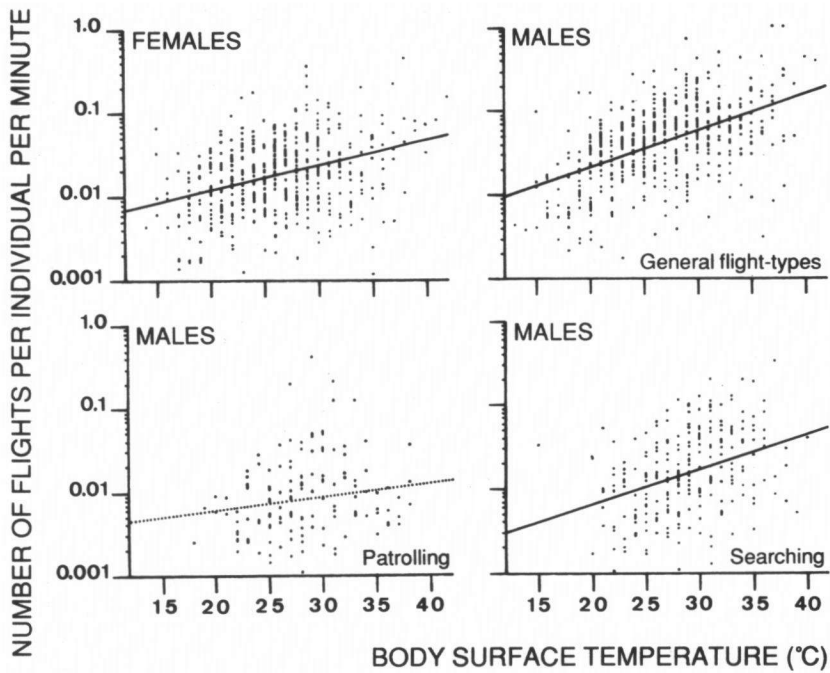 NUMBER OF FLIGHTS PER INDIVIDUAL PER MINUTE
1.0
0.1
0.01
0.001
FEMALES
MALES
General flight-types
1.0
0.1
0.01
0.001
MALES
Patrolling
MALES
Searching
15 20 25 30 35 40
15 20 25 30 35 40
BODY SURFACE TEMPERATURE (°C)